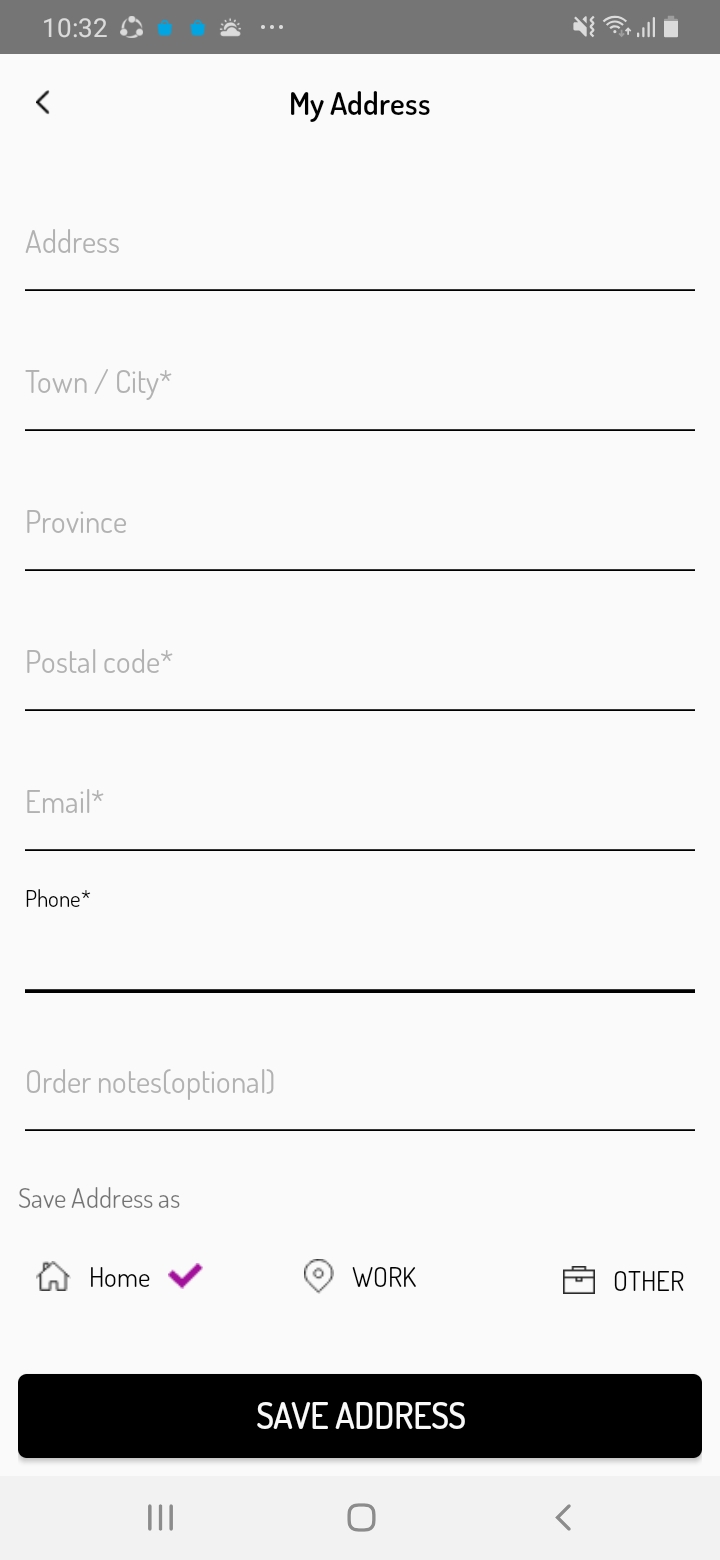 10:32
My Address
Address
Town / City*
Province
Postal code*
Email*
Phone*
Order notes(optional)
Save Address as
Home WORK OTHER
SAVE ADDRESS